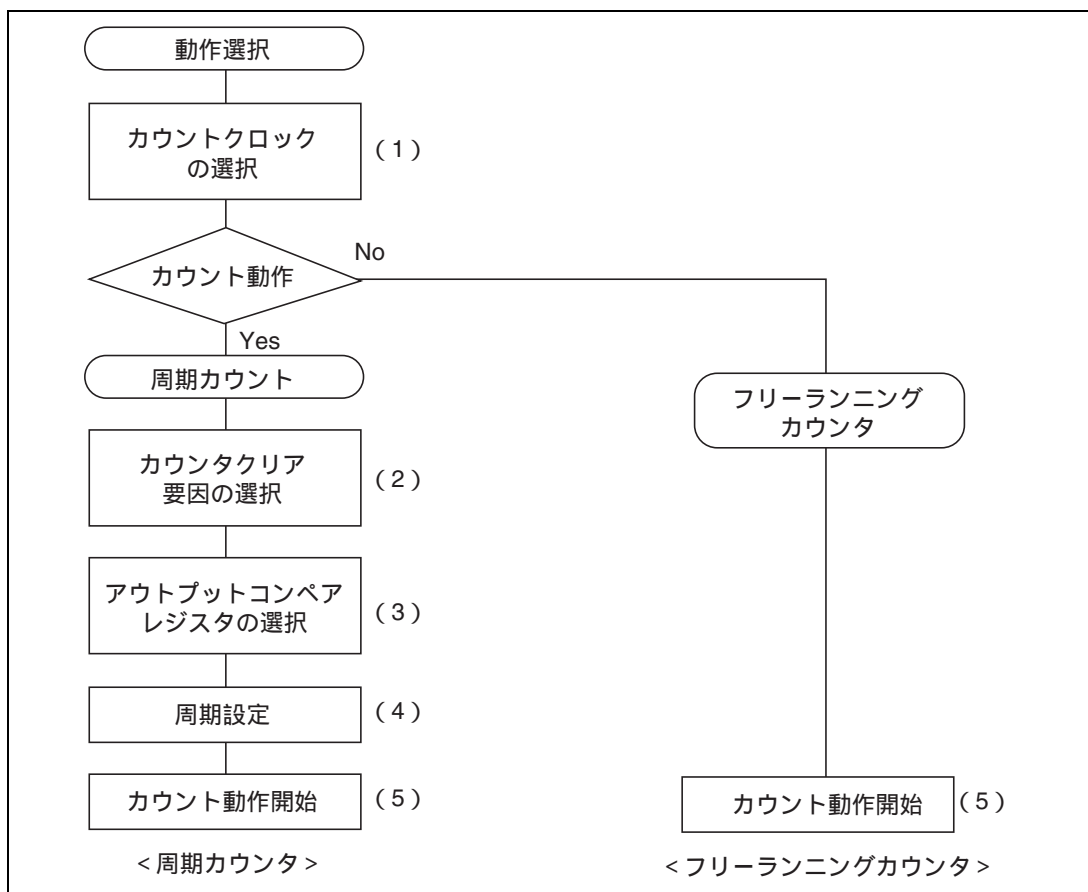 動作選択
カウントクロック
の選択
(1)
カウント動作
No
Yes
周期カウント
フリーランニング
カウンタ
カウンタクリア
要因の選択
(2)
アウトプットコンペア
レジスタの選択
(3)
周期設定
(4)
カウント動作開始
(5)
カウント動作開始
(5)
<周期カウンタ>
<フリーランニングカウンタ>